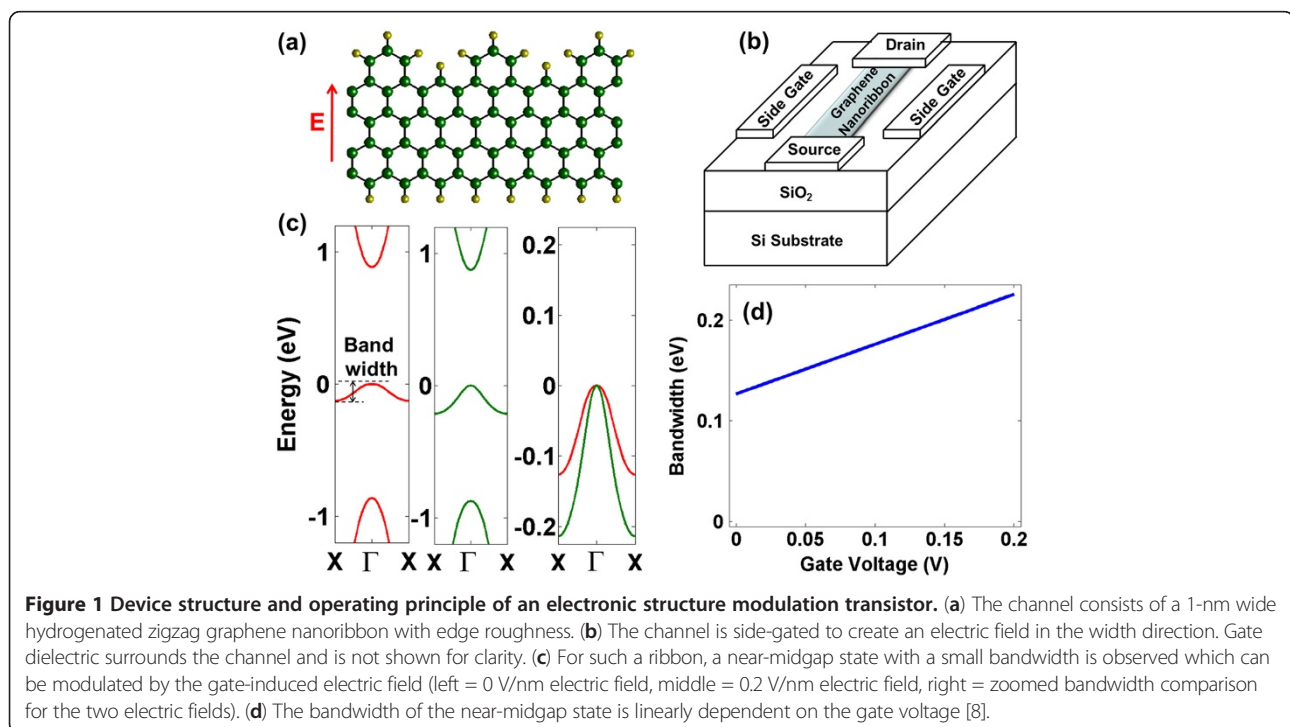 (a)
E
(b)
Drain
Side Gate
Graphene
Nanoribbon
Side Gate
Source
SiO₂
Si Substrate
(c)
Energy (eV)
1
0
-1
Band
width
X Γ X
1
0
-1
X Γ X
0.2
0.1
0
-0.1
-0.2
X Γ X
(d)
Bandwidth (eV)
0.2
0.1
0
0 0.05 0.1 0.15 0.2
Gate Voltage (V)
Figure 1 Device structure and operating principle of an electronic structure modulation transistor. (a) The channel consists of a 1-nm wide
hydrogenated zigzag graphene nanoribbon with edge roughness. (b) The channel is side-gated to create an electric field in the width direction. Gate
dielectric surrounds the channel and is not shown for clarity. (c) For such a ribbon, a near-midgap state with a small bandwidth is observed which can
be modulated by the gate-induced electric field (left = 0 V/nm electric field, middle = 0.2 V/nm electric field, right = zoomed bandwidth comparison
for the two electric fields). (d) The bandwidth of the near-midgap state is linearly dependent on the gate voltage [8].